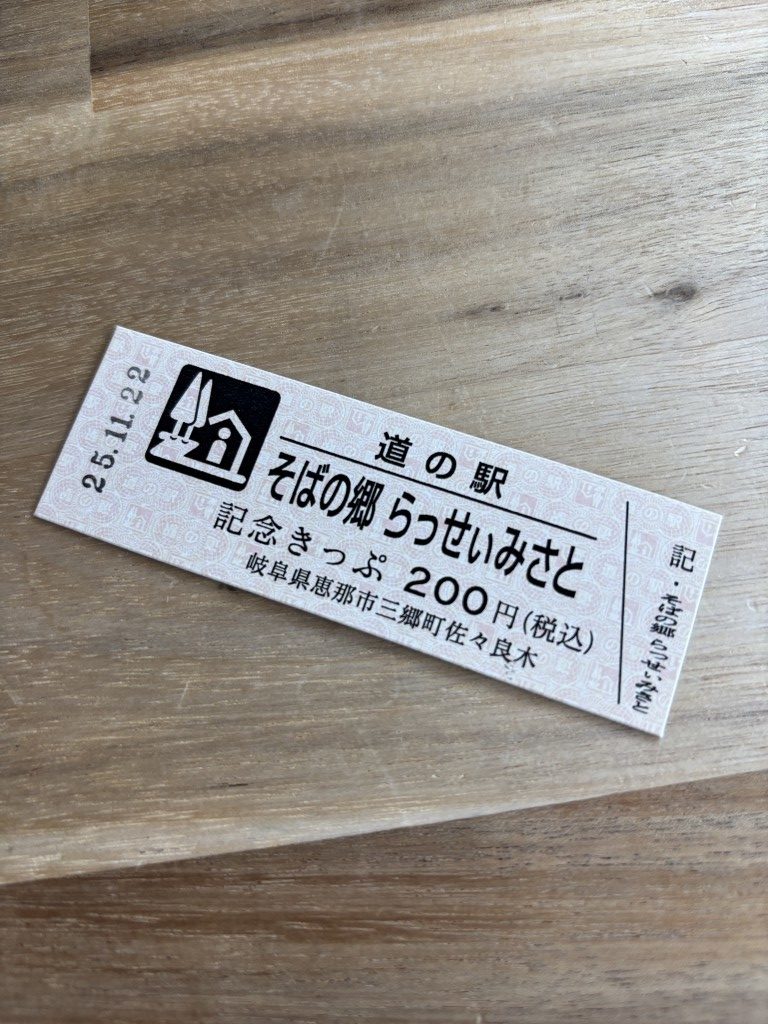 25.11.22
道の駅
そばの郷 らっせぃみさと
記念きっぷ 200円(税込)
岐阜県恵那市三郷町佐々良木
記・そばの郷 らっせぃみさと